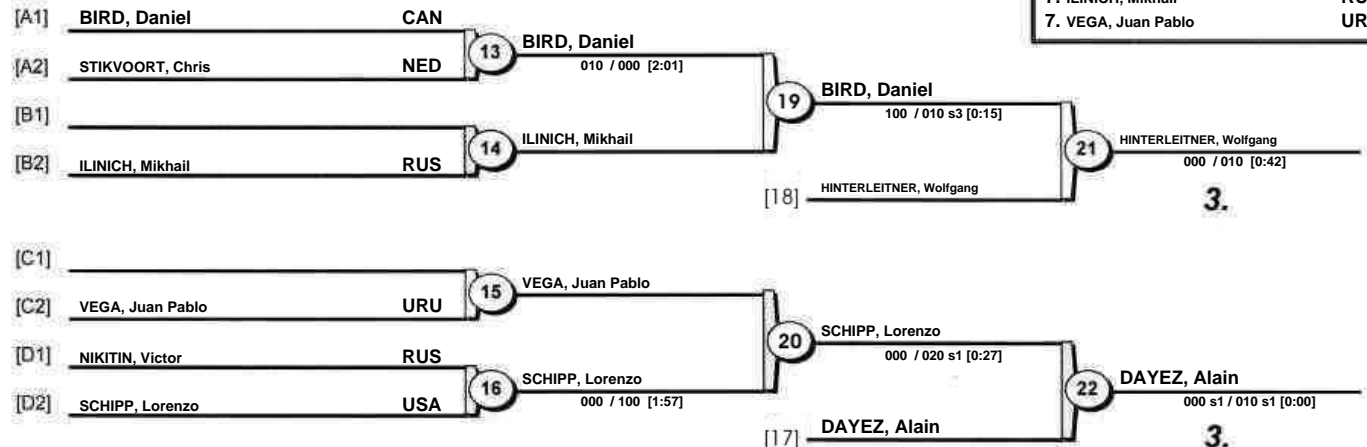 7. VEGA, Juan Pablo UR
[A1] BIRD, Daniel CAN
[A2] STIKVOORT, Chris NED
13 BIRD, Daniel
010 / 000 [2:01]
[B1]
[B2] ILINICH, Mikhail RUS
14 ILINICH, Mikhail
19 BIRD, Daniel
100 / 010 s3 [0:15]
[18] HINTERLEITNER, Wolfgang
21 HINTERLEITNER, Wolfgang
000 / 010 [0:42]
3.
[C1]
[C2] VEGA, Juan Pablo URU
15 VEGA, Juan Pablo
[D1] NIKITIN, Victor RUS
[D2] SCHIPP, Lorenzo USA
16 SCHIPP, Lorenzo
000 / 100 [1:57]
20 SCHIPP, Lorenzo
000 / 020 s1 [0:27]
[17] DAYEZ, Alain
22 DAYEZ, Alain
000 s1 / 010 s1 [0:00]
3.